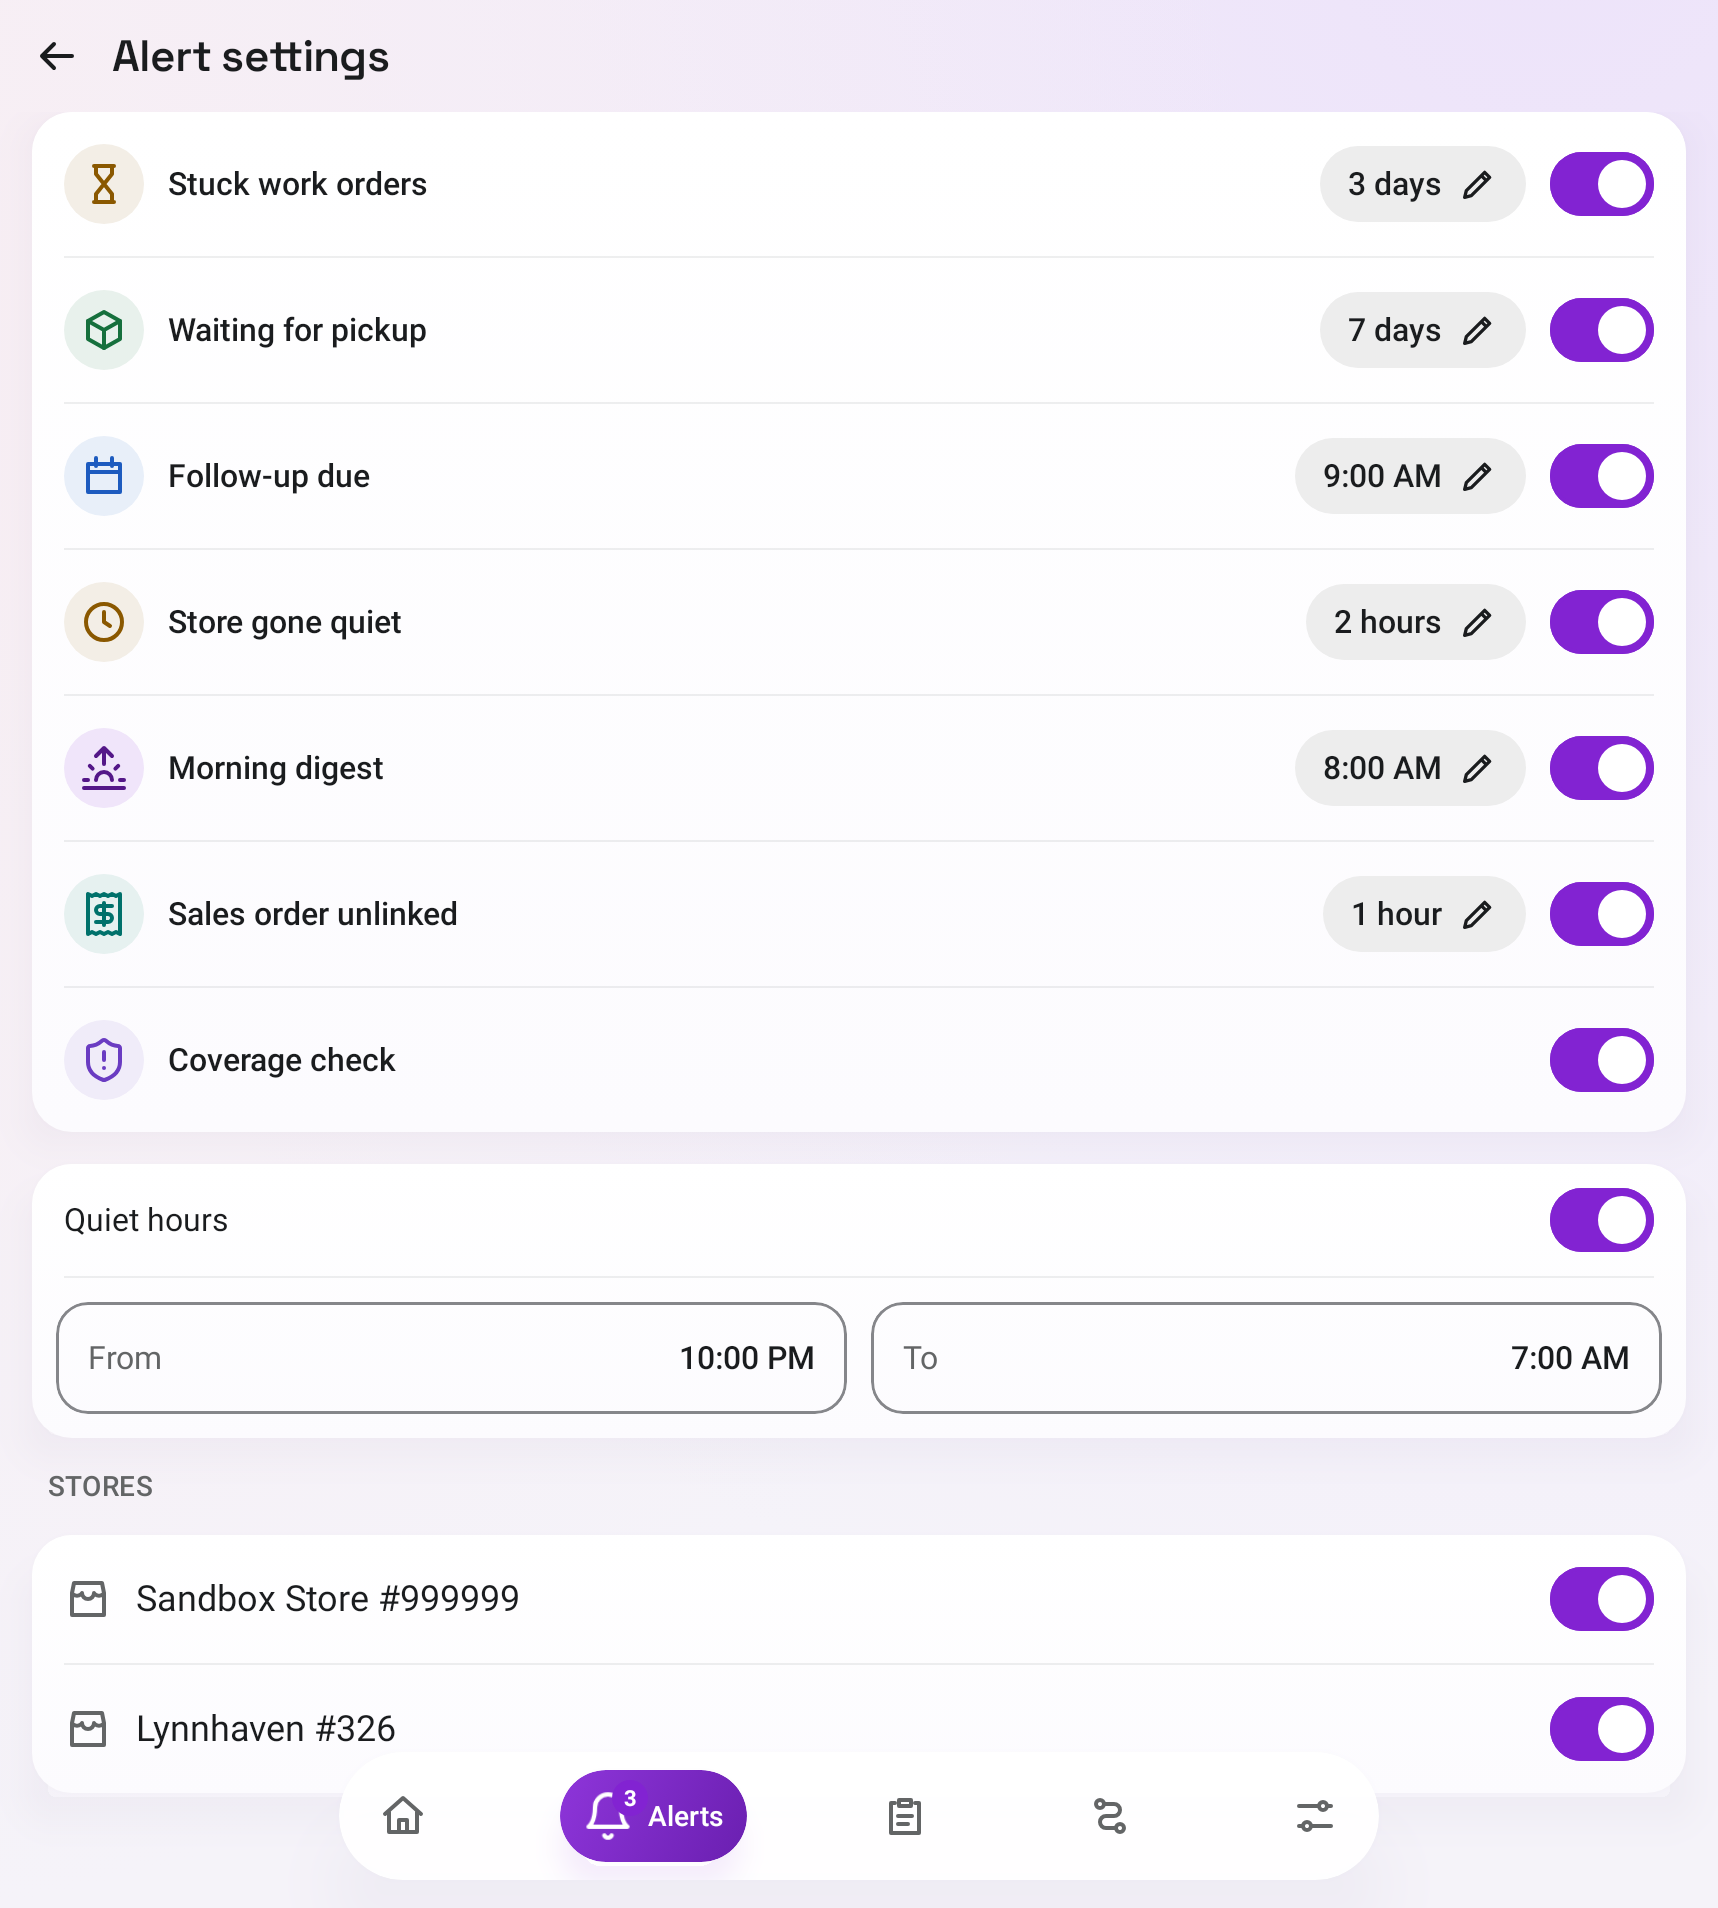 Alert settings
Stuck work orders 3 days
Waiting for pickup 7 days
Follow-up due 9:00 AM
Store gone quiet 2 hours
Morning digest 8:00 AM
Sales order unlinked 1 hour
Coverage check
Quiet hours
From 10:00 PM To 7:00 AM
STORES
Sandbox Store #999999
Lynnhaven #326
3
Alerts